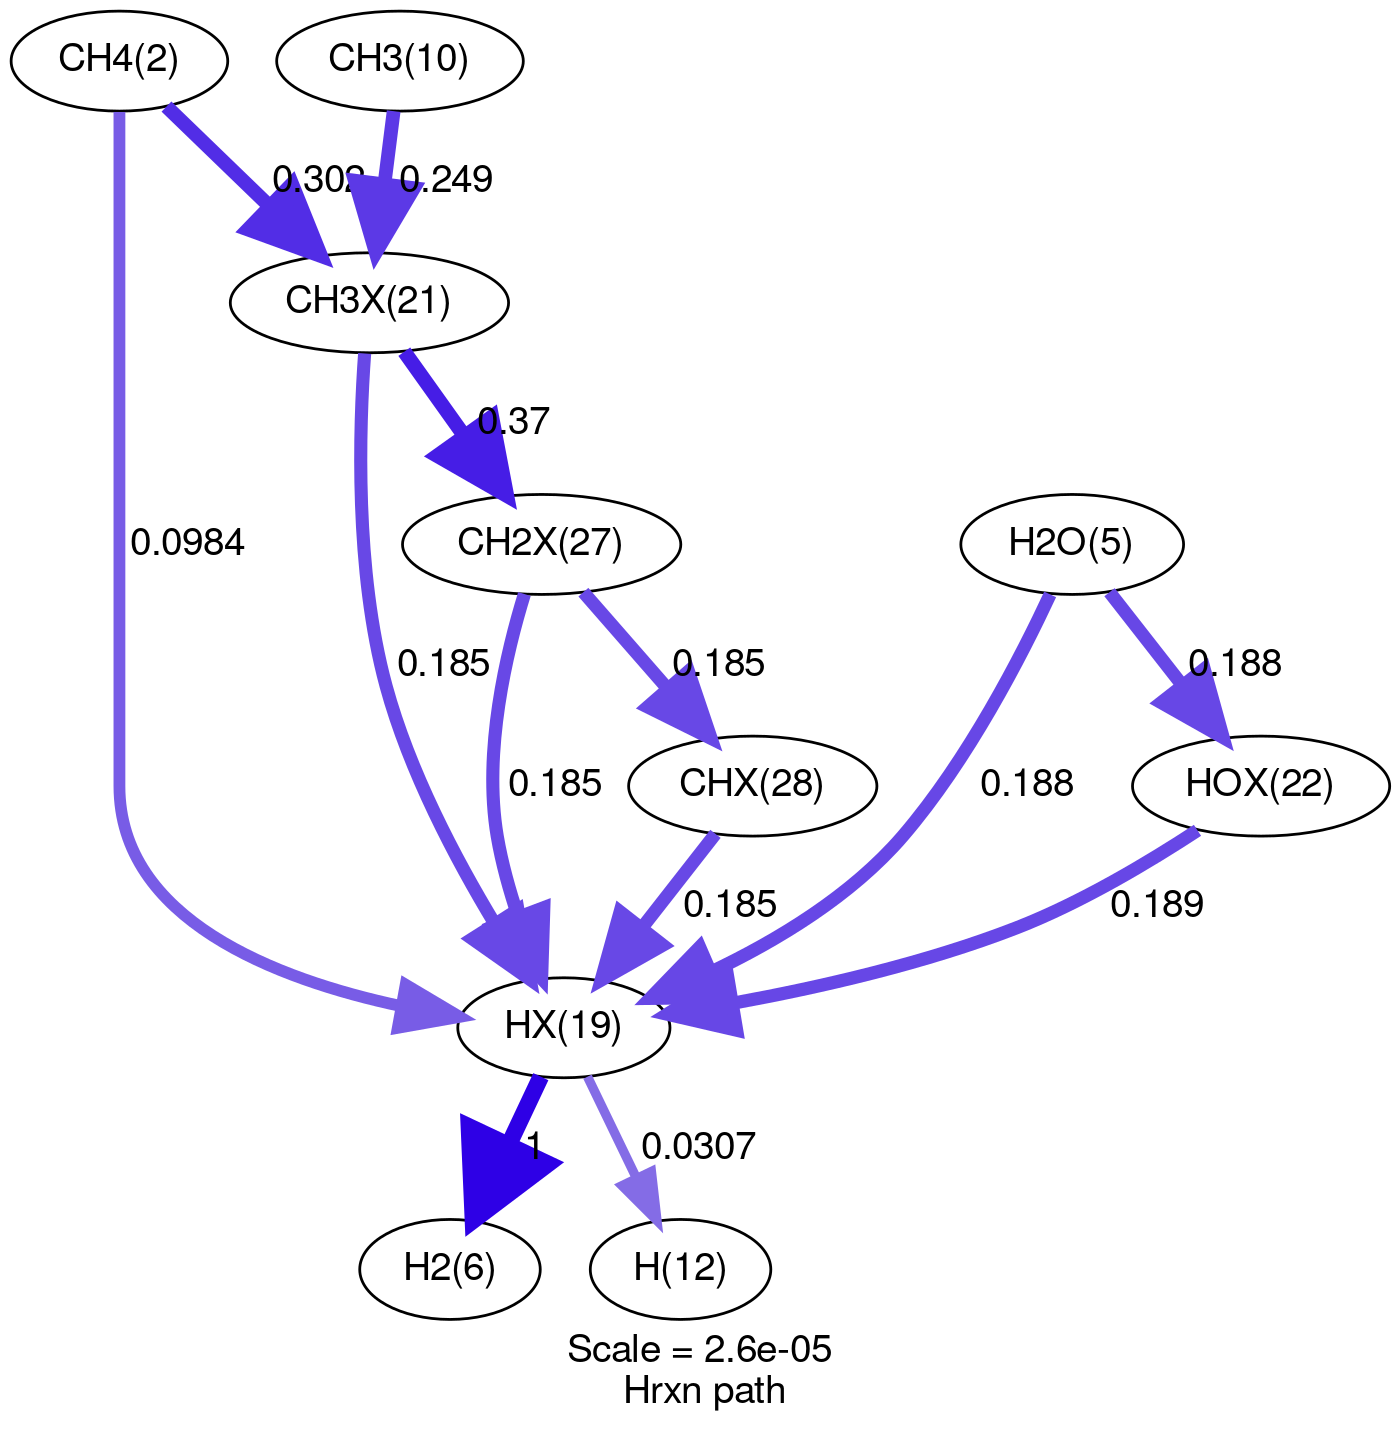 CH4(2)
CH3(10)
0.302
0.249
CH3X(21)
0.37
0.0984
CH2X(27)
H2O(5)
0.185
0.185
0.188
0.185
CHX(28)
0.188
HOX(22)
0.185
0.189
HX(19)
1
0.0307
H2(6)
H(12)
Scale = 2.6e-05
Hrxn path